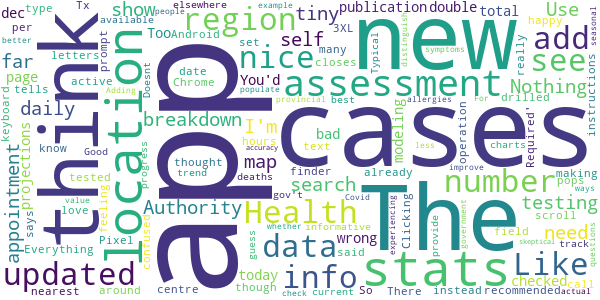 dec
type
available
elsewhere
show
region
tiny
publication
double
total
set
new
add
Use
people
better
Tx
Android
Too
prompt
letters
many
3XL
really
happy
For
example
per
nice
self
closes
Typical
distinguish
see
seasonal
far
page
tells
active
You'd
Nothing
symptoms
think
location
app
assessment
drilled
instructions
keyboard
daily
breakdown
I'm
date
Chrome
hours
bad
text
best
modeling
populate
provincial
allergies
Required'
Adding
know
Good
map
operation
cases
less
charts
ways
projections
progress
thought
trend
deaths
finder
already
making
improve
accuracy
appointment
says
love
tested
value
Authority
search
The
number
testing
pops
scroll
Pixel
feeling
confused
gov't
Covid
Health
wrong
experiencing
Clicking
provide
field
need
government
skeptical
Everything
centre
guess
whether
informative
data
said
stats
Like
track
questions
updated
today
though
info
checked
call
nearest
around
check
current
So
There
instead
recommended
actual